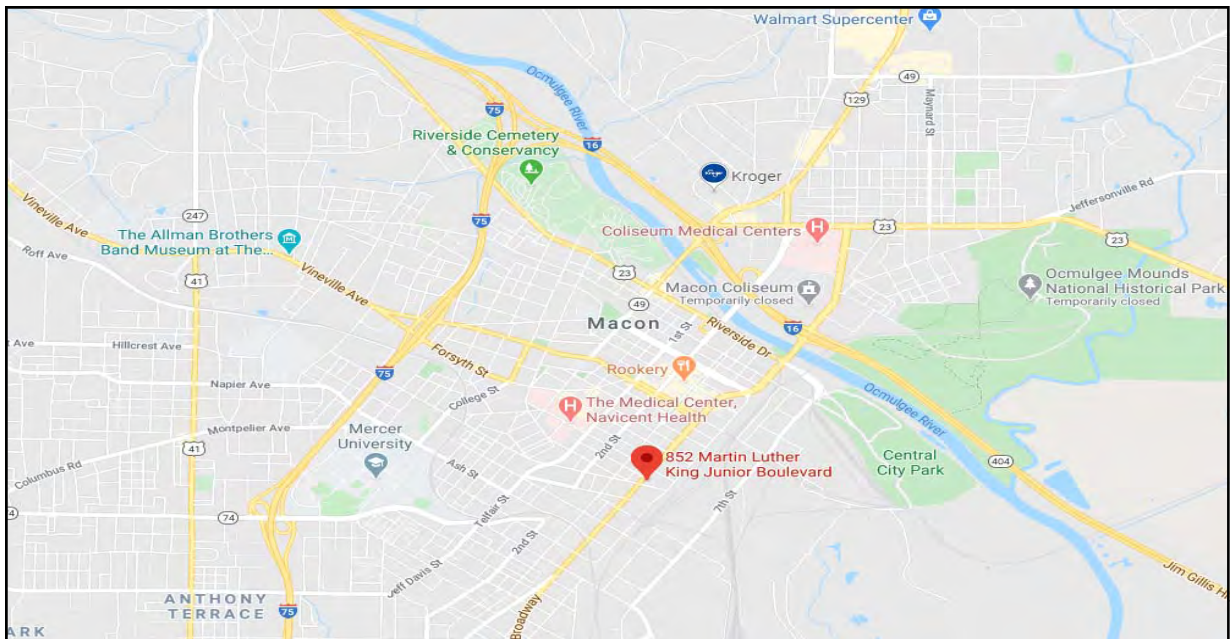 Walmart Supercenter
49
Maynard St
129
75
Ocmulgee River
16
Riverside Cemetery
& Conservancy
Kroger
Jeffersonville Rd
Vineville Ave
247
75
The Allman Brothers
Band Museum at The...
Coliseum Medical Centers
23
23
Roff Ave
41
Vineville Ave
23
Macon Coliseum
Temporarily closed
Ocmulgee Mounds
National Historical Park
Temporarily closed
49
Macon
1st St
Riverside Dr
16
Hillcrest Ave
Forsyth St
75
Rookery
Napier Ave
College St
The Medical Center,
Navicent Health
Ocmulgee River
Montpelier Ave
Mercer
University
2nd St
41
Columbus Rd
Ash St
852 Martin Luther
King Junior Boulevard
Central
City Park
404
Telfair St
7th St
74
2nd St
Jeff Davis St
Jim Gillis H
ANTHONY
TERRACE
75
Broadway
ARK